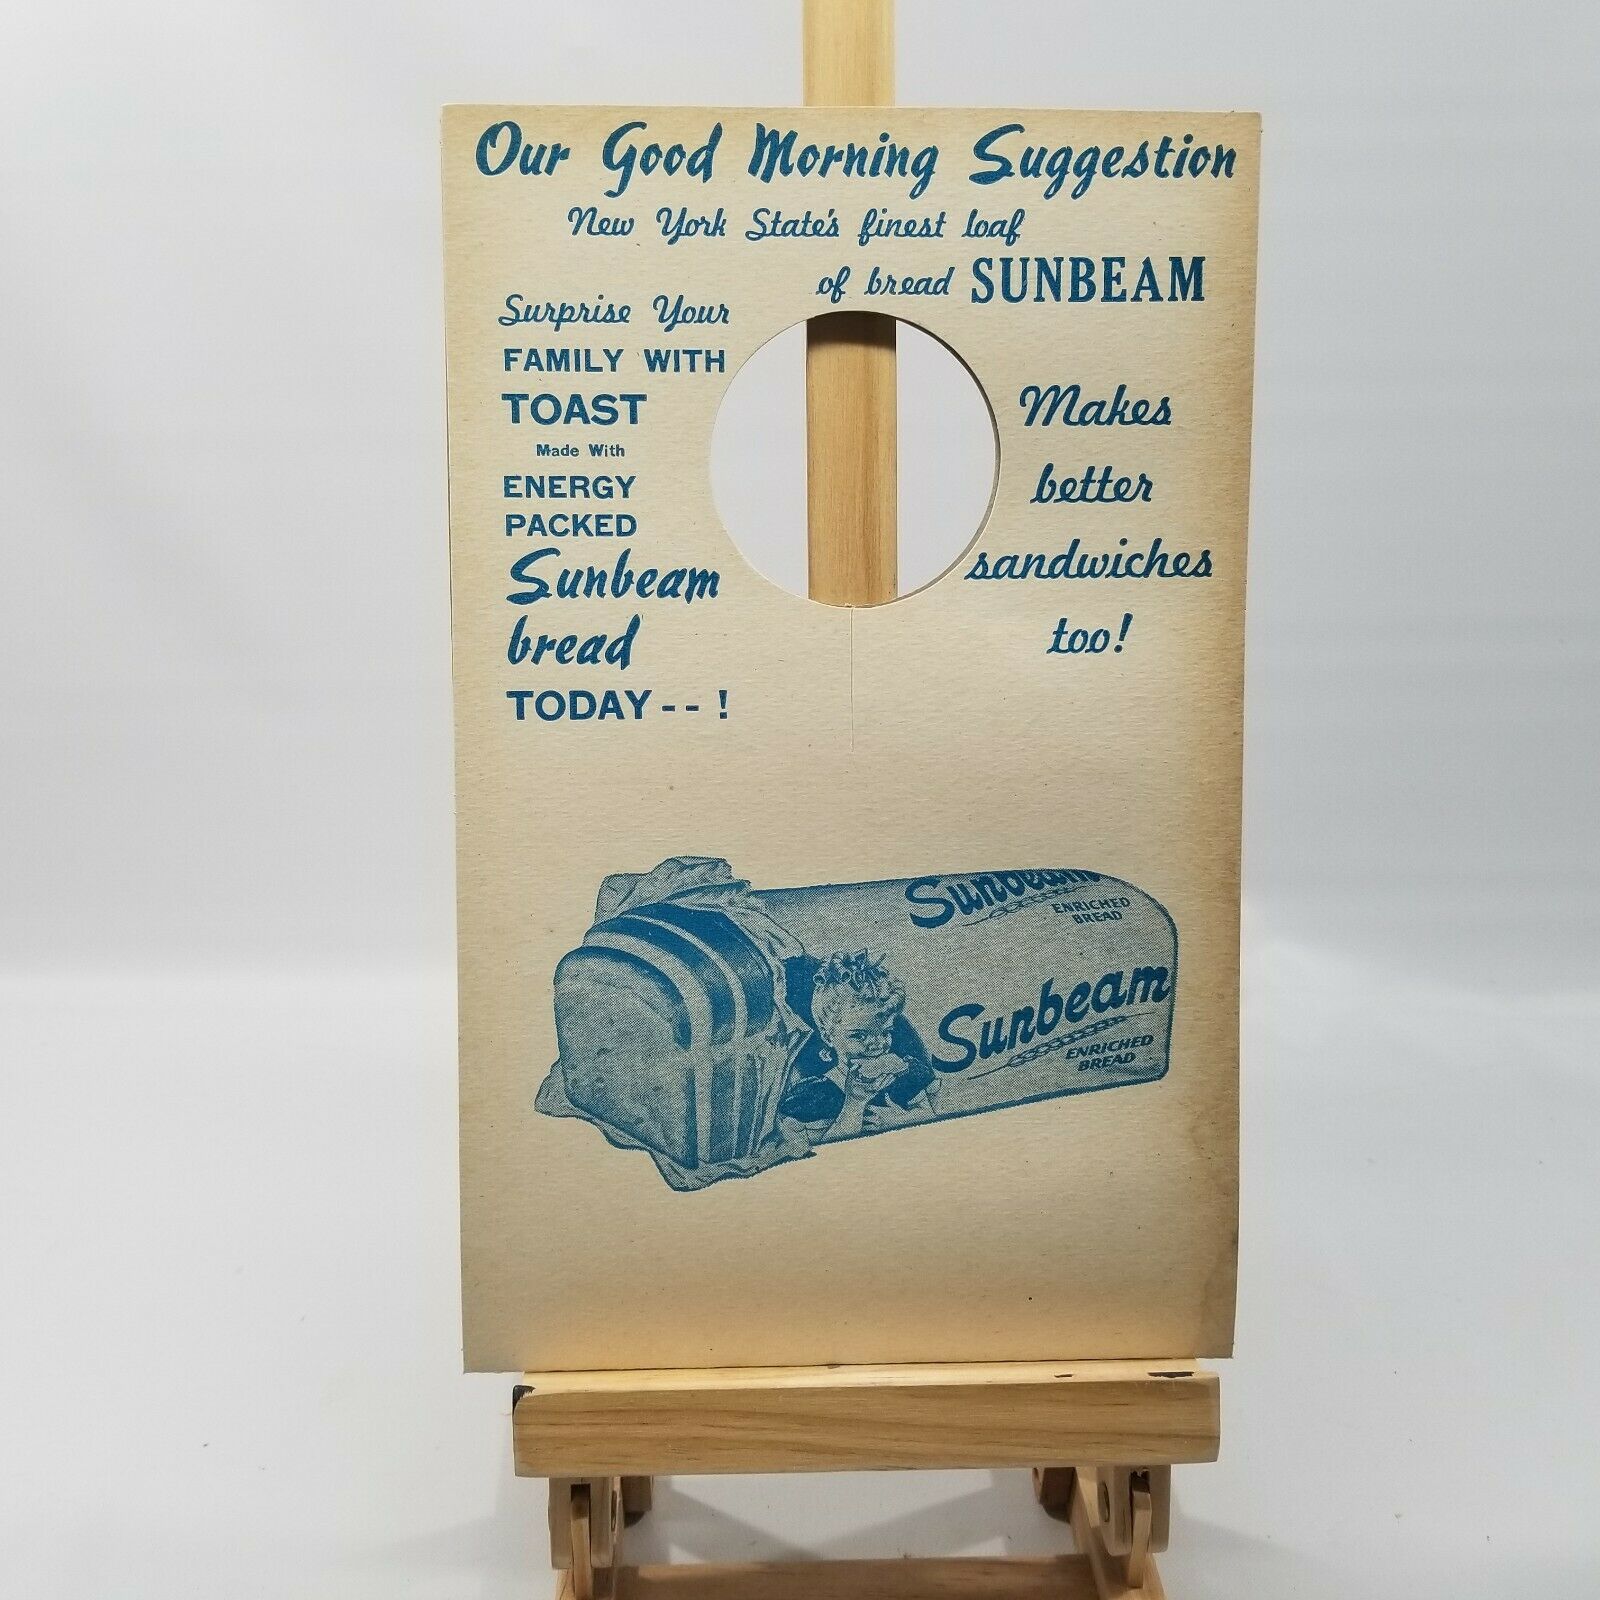 Our Good Morning Suggestion
New York State's finest loaf
of bread SUNBEAM
Surprise Your
FAMILY WITH
TOAST
Made With
ENERGY
PACKED
Sunbeam
bread
TODAY - - !
Makes
better
sandwiches
too!
Sunbeam
ENRICHED
BREAD
Sunbeam
ENRICHED
BREAD